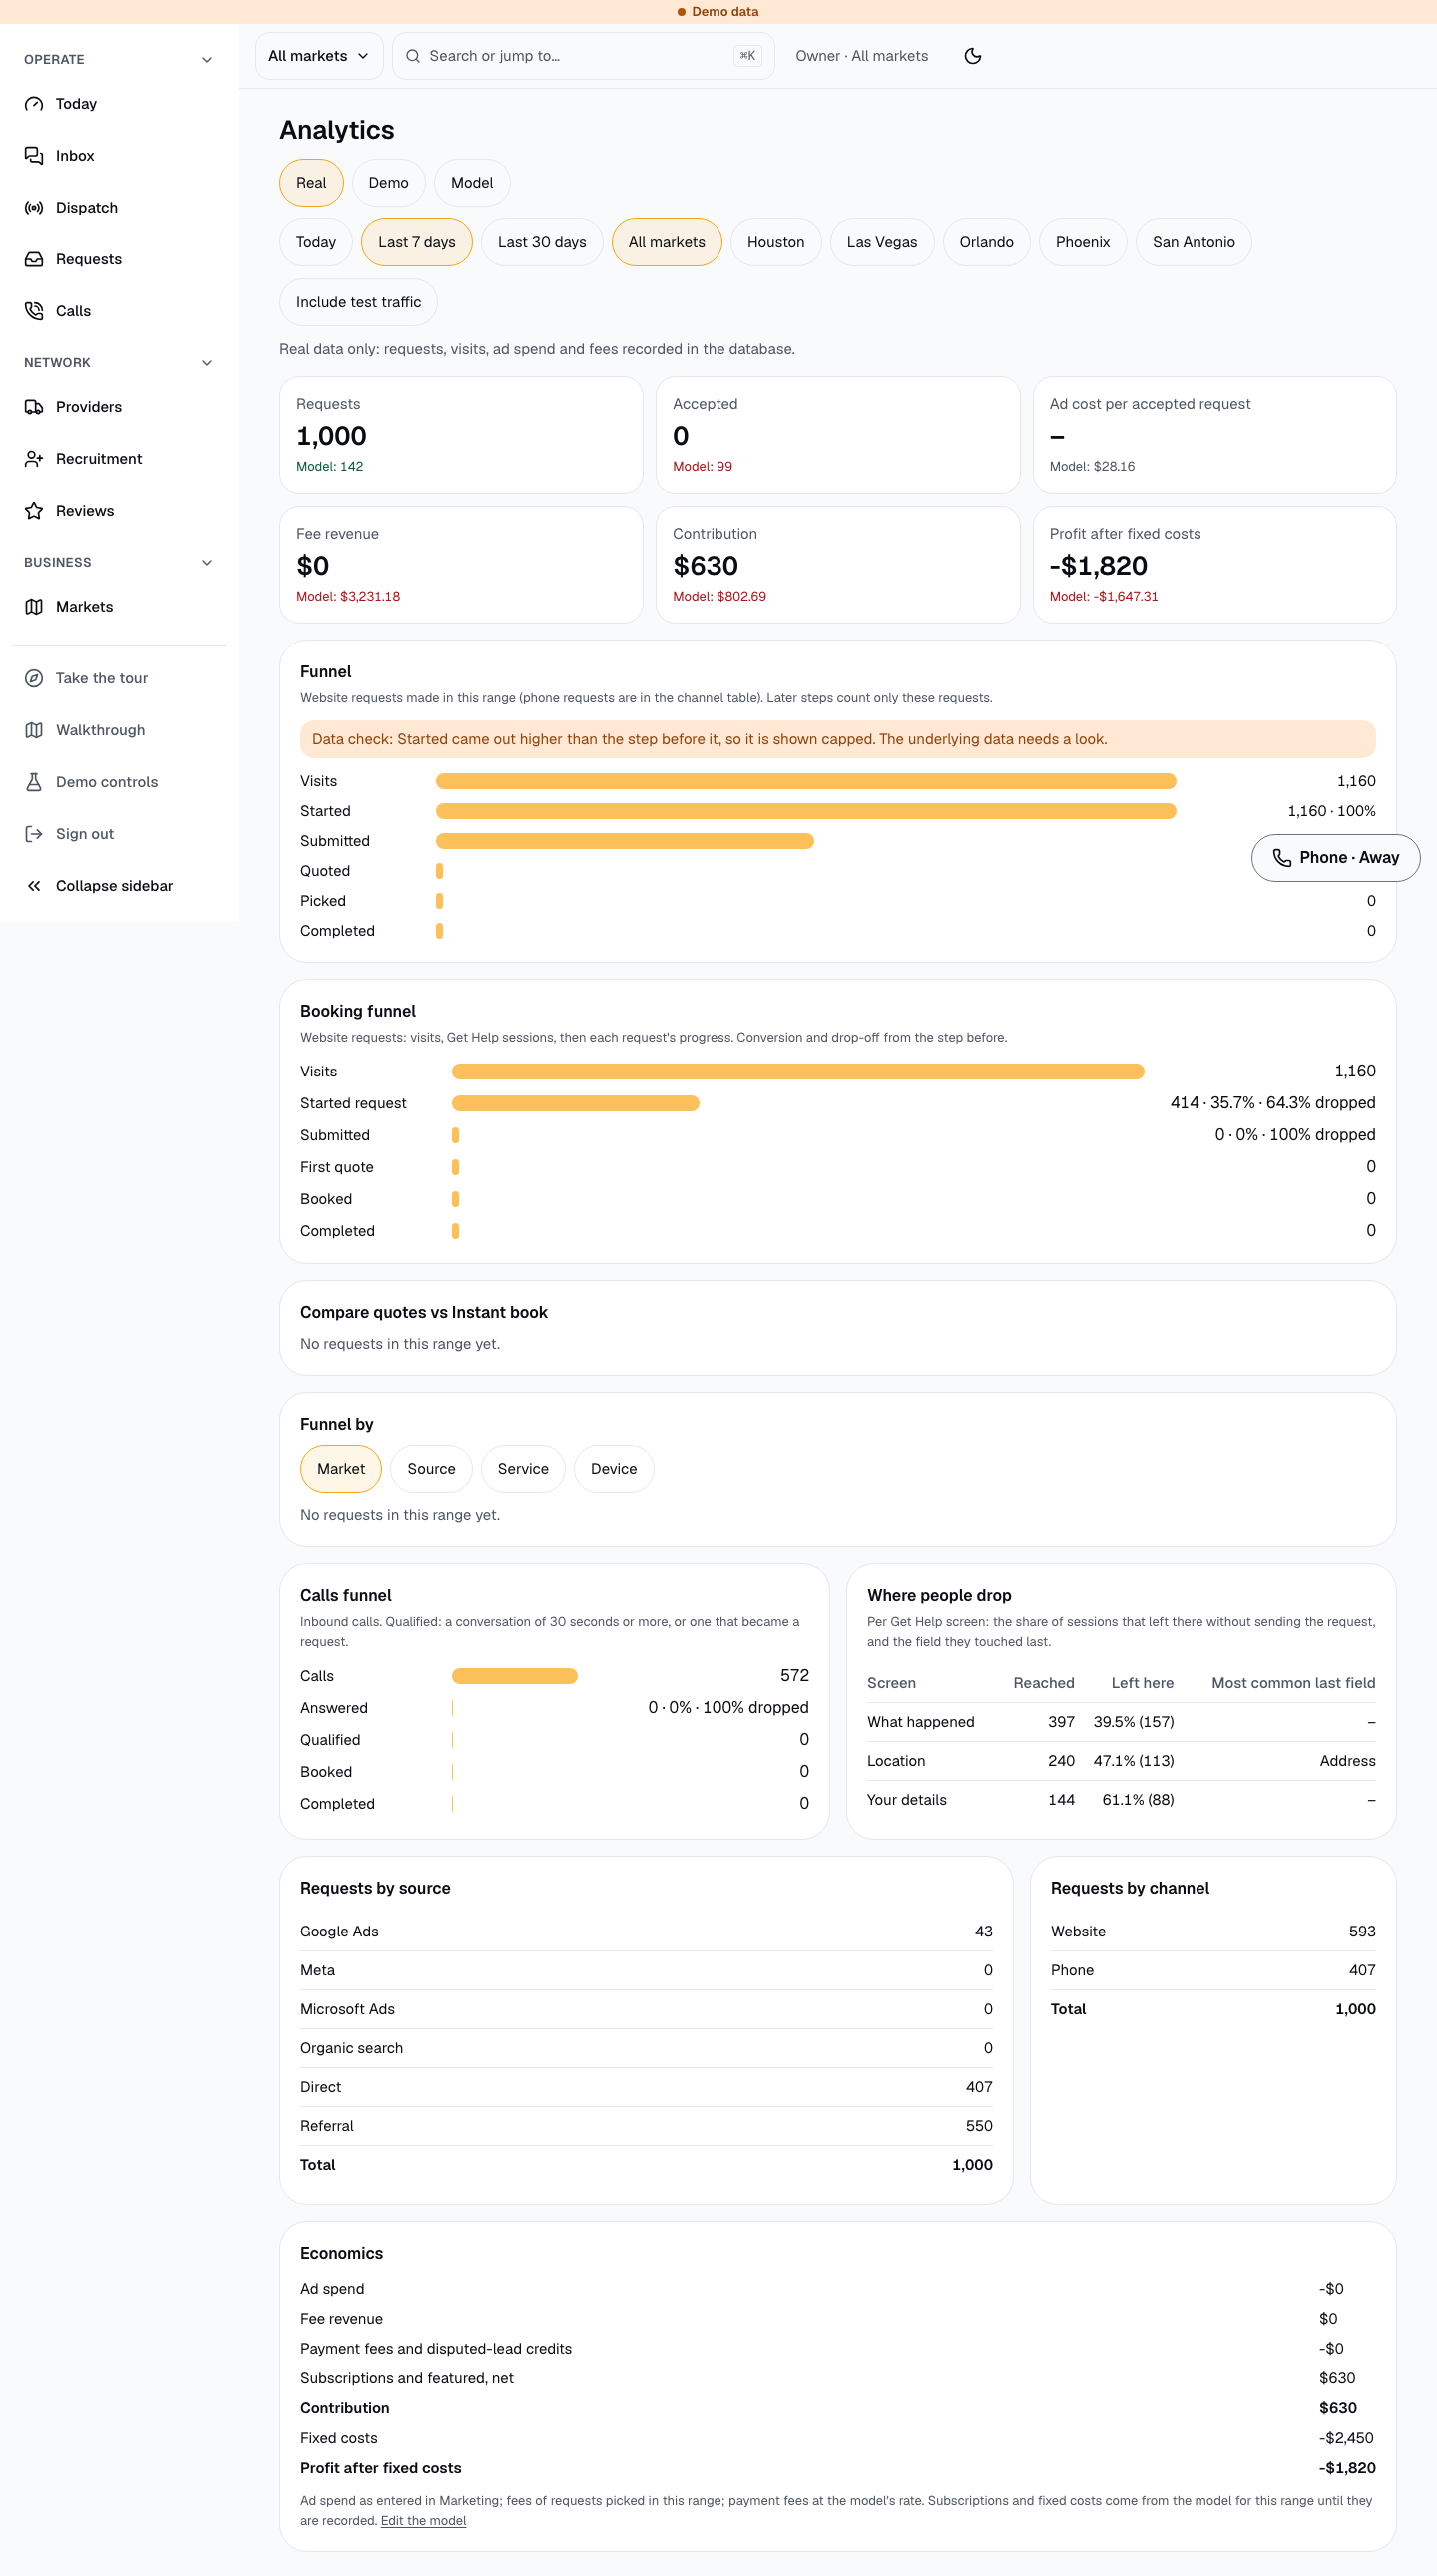 Demo data
OPERATE
Today
Inbox
Dispatch
Requests
Calls
NETWORK
Providers
Recruitment
Reviews
BUSINESS
Markets
Take the tour
Walkthrough
Demo controls
Sign out
Collapse sidebar
All markets
Search or jump to...
⌘K
Owner · All markets
Analytics
Real Demo Model
Today Last 7 days Last 30 days All markets Houston Las Vegas Orlando Phoenix San Antonio
Include test traffic
Real data only: requests, visits, ad spend and fees recorded in the database.
Requests
1,000
Model: 142
Accepted
0
Model: 99
Ad cost per accepted request
–
Model: $28.16
Fee revenue
$0
Model: $3,231.18
Contribution
$630
Model: $802.69
Profit after fixed costs
-$1,820
Model: -$1,647.31
Funnel
Website requests made in this range (phone requests are in the channel table). Later steps count only these requests.
Data check: Started came out higher than the step before it, so it is shown capped. The underlying data needs a look.
Visits 1,160
Started 1,160 · 100%
Submitted
Quoted
Phone · Away
Picked 0
Completed 0
Booking funnel
Website requests: visits, Get Help sessions, then each request's progress. Conversion and drop-off from the step before.
Visits 1,160
Started request 414 · 35.7% · 64.3% dropped
Submitted 0 · 0% · 100% dropped
First quote 0
Booked 0
Completed 0
Compare quotes vs Instant book
No requests in this range yet.
Funnel by
Market Source Service Device
No requests in this range yet.
Calls funnel
Inbound calls. Qualified: a conversation of 30 seconds or more, or one that became a
request.
Calls 572
Answered 0 · 0% · 100% dropped
Qualified 0
Booked 0
Completed 0
Where people drop
Per Get Help screen: the share of sessions that left there without sending the request,
and the field they touched last.
Screen Reached Left here Most common last field
What happened 397 39.5% (157) –
Location 240 47.1% (113) Address
Your details 144 61.1% (88) –
Requests by source
Google Ads 43
Meta 0
Microsoft Ads 0
Organic search 0
Direct 407
Referral 550
Total 1,000
Requests by channel
Website 593
Phone 407
Total 1,000
Economics
Ad spend -$0
Fee revenue $0
Payment fees and disputed-lead credits -$0
Subscriptions and featured, net $630
Contribution $630
Fixed costs -$2,450
Profit after fixed costs -$1,820
Ad spend as entered in Marketing; fees of requests picked in this range; payment fees at the model's rate. Subscriptions and fixed costs come from the model for this range until they
are recorded. Edit the model